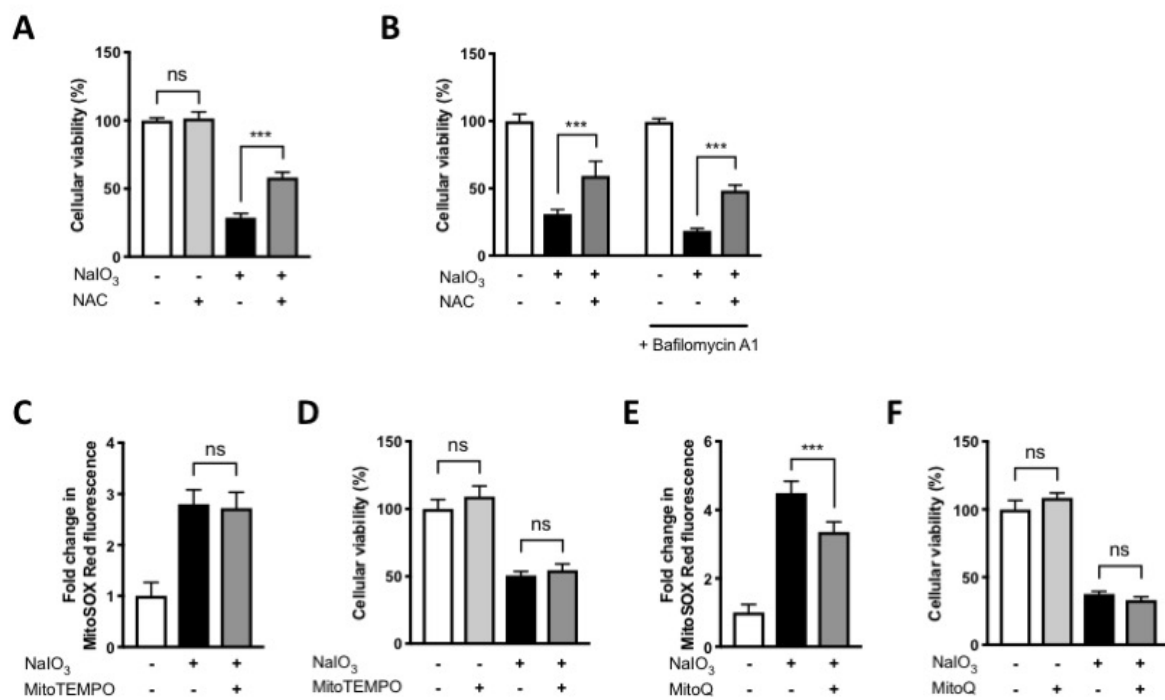 A
Cellular viability (%)
150
100
50
0
ns
***
NaIO3 - - + +
NAC - + - +
B
Cellular viability (%)
150
100
50
0
***
***
NaIO3 - + + - + +
NAC - - + - - +
+ Bafilomycin A1
C
Fold change in
MitoSOX Red fluorescence
4
3
2
1
0
ns
NaIO3 - + +
MitoTEMPO - - +
D
Cellular viability (%)
150
100
50
0
ns
ns
NaIO3 - - + +
MitoTEMPO - + - +
E
Fold change in
MitoSOX Red fluorescence
6
4
2
0
***
NaIO3 - + +
MitoQ - - +
F
Cellular viability (%)
150
100
50
0
ns
ns
NaIO3 - - + +
MitoQ - + - +